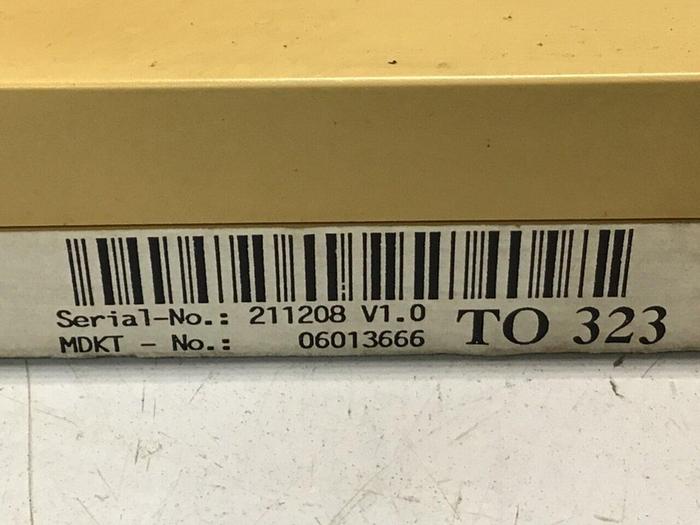 Serial-No.: 211208 V1.0
MDKT - No.: 06013666
TO 323